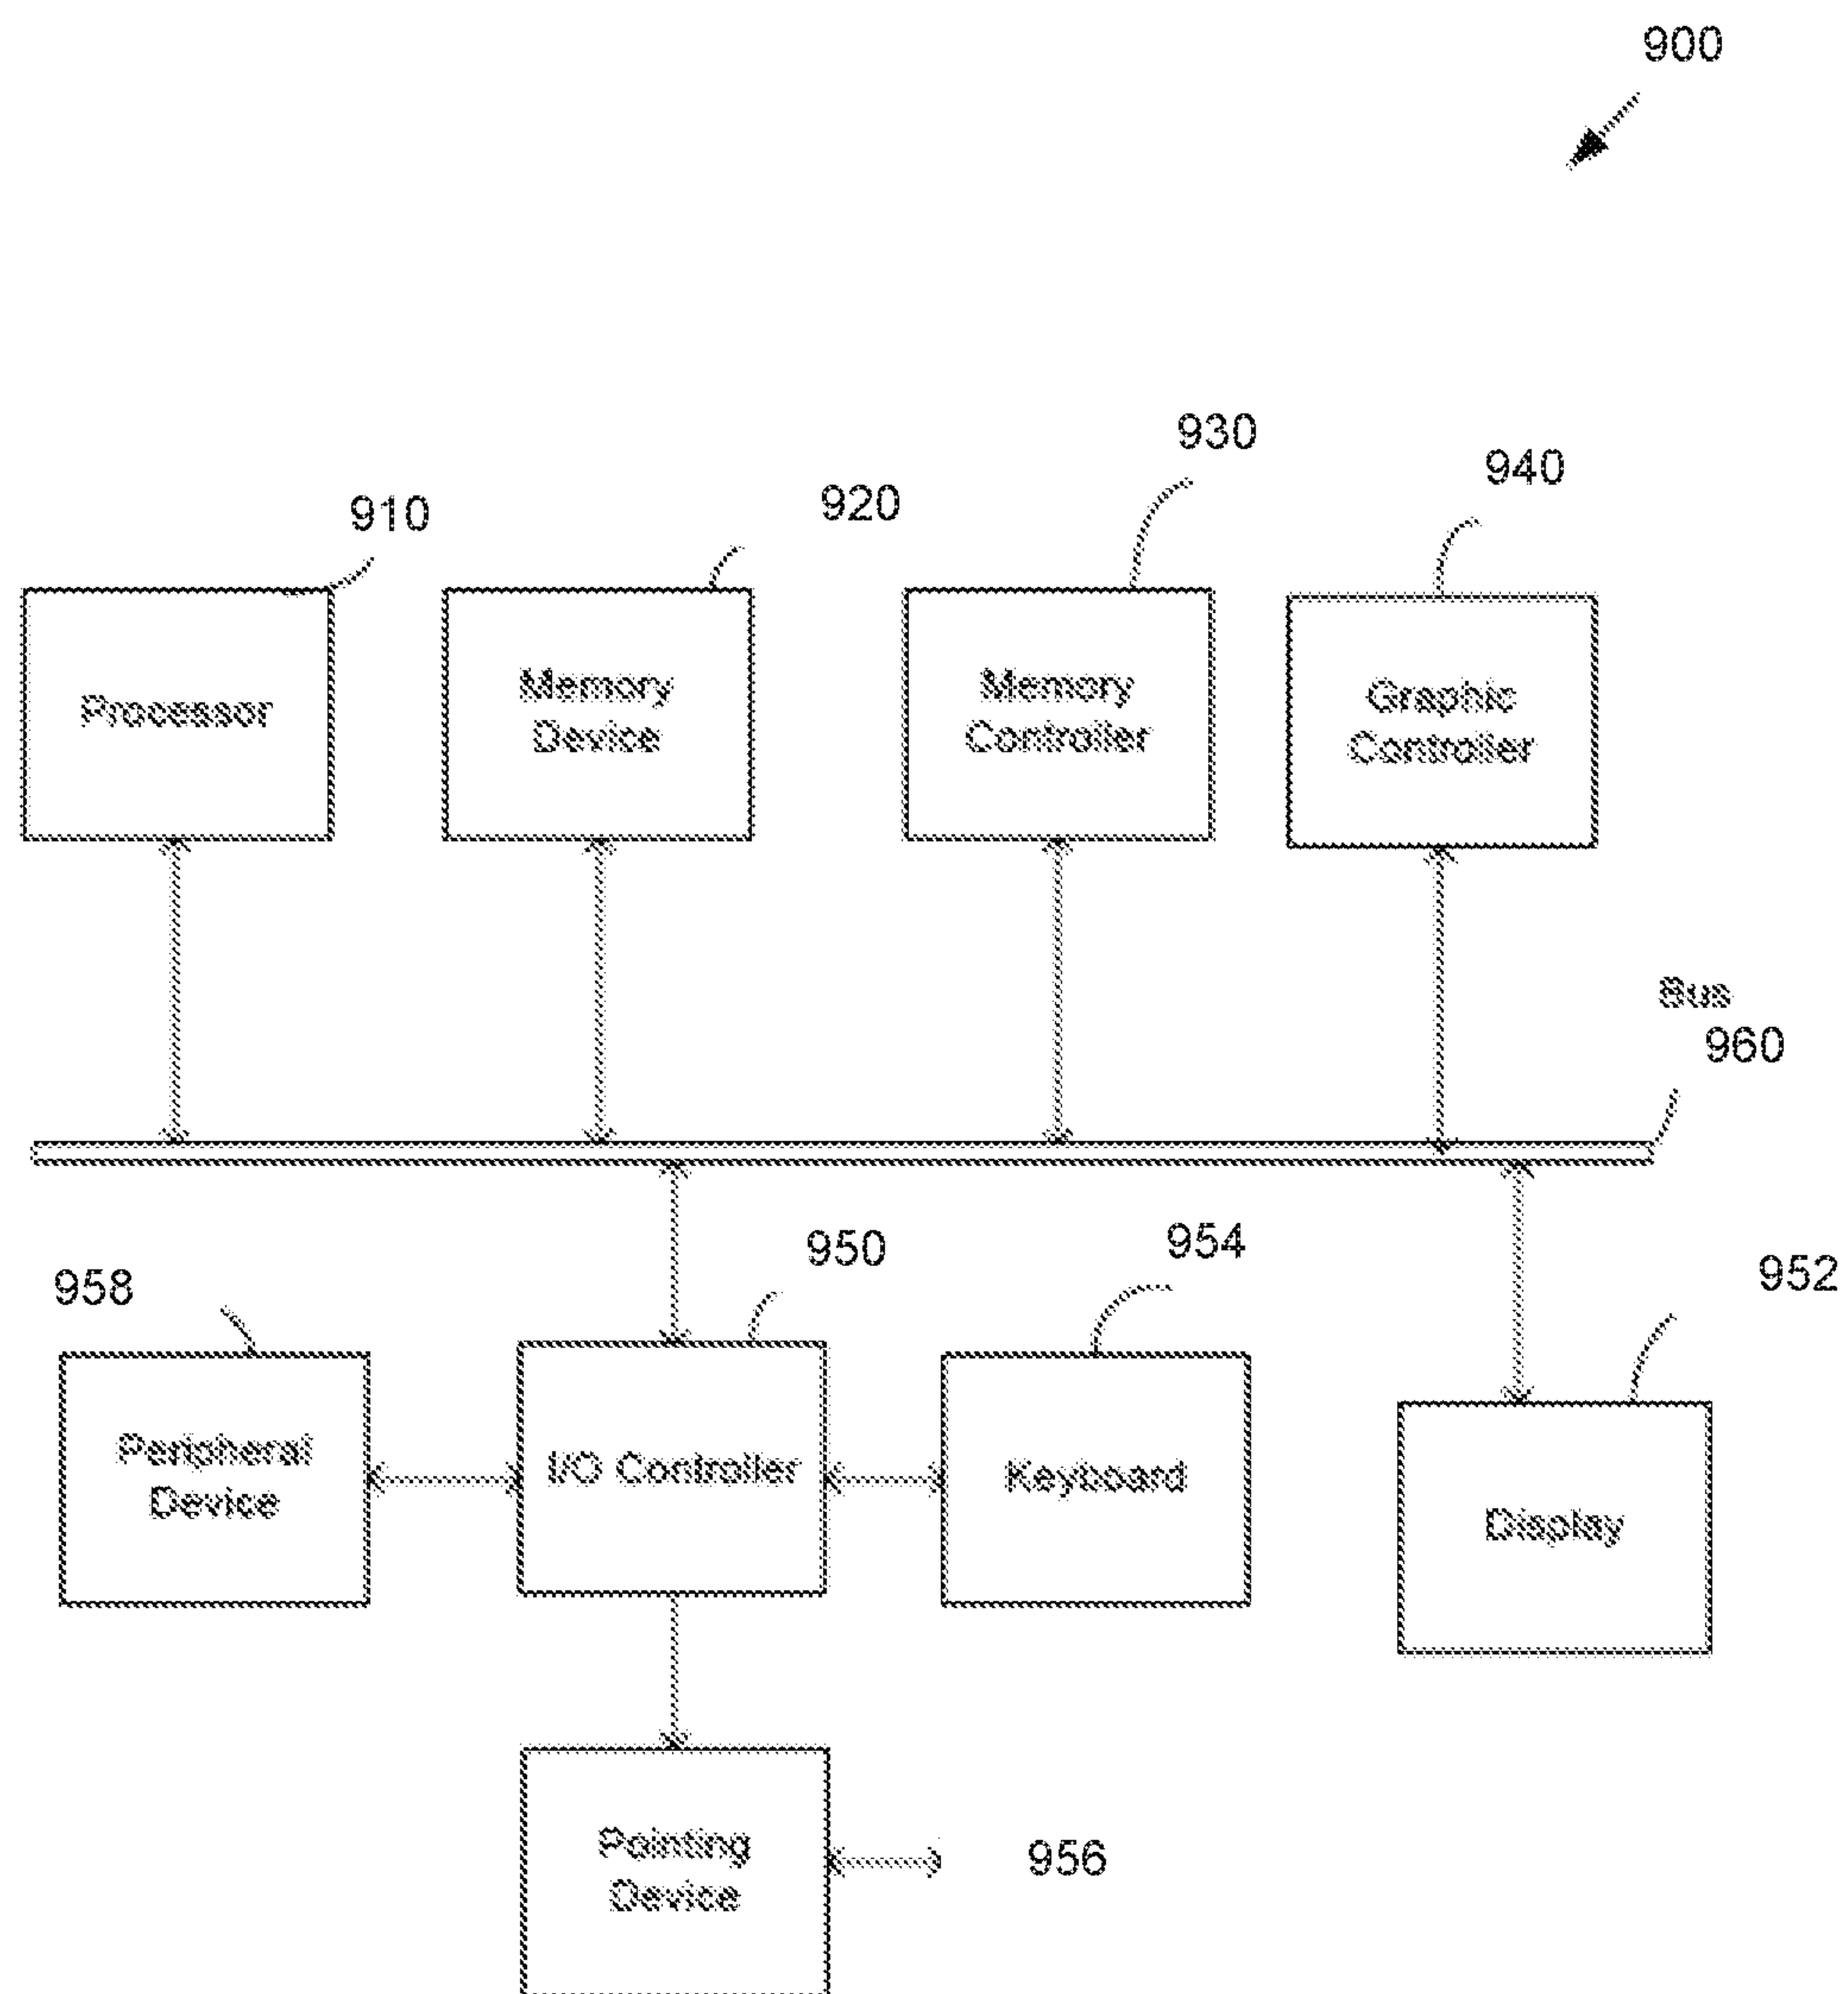 900
930
940
910
920
Processor
Memory
Device
Memory
Controller
Graphic
Controller
Bus
960
950
954
952
958
Peripheral
Device
I/O Controller
Keyboard
Display
Pointing
Device
956